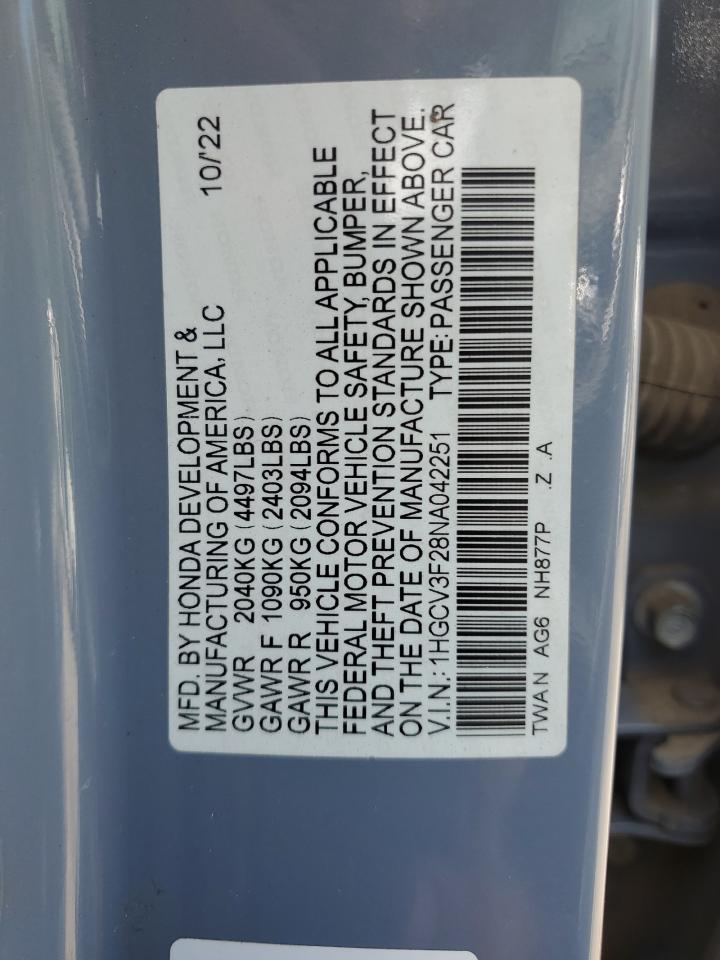 MFD. BY HONDA DEVELOPMENT & 10/'22
MANUFACTURING OF AMERICA, LLC
GVWR 2040KG (4497LBS)
GAWR F 1090KG (2403LBS)
GAWR R 950KG (2094LBS)
THIS VEHICLE CONFORMS TO ALL APPLICABLE
FEDERAL MOTOR VEHICLE SAFETY, BUMPER,
AND THEFT PREVENTION STANDARDS IN EFFECT
ON THE DATE OF MANUFACTURE SHOWN ABOVE.
V.I.N.: 1HGCV3F28NA042251 TYPE: PASSENGER CAR
TWAN AG6 NH877P .Z .A